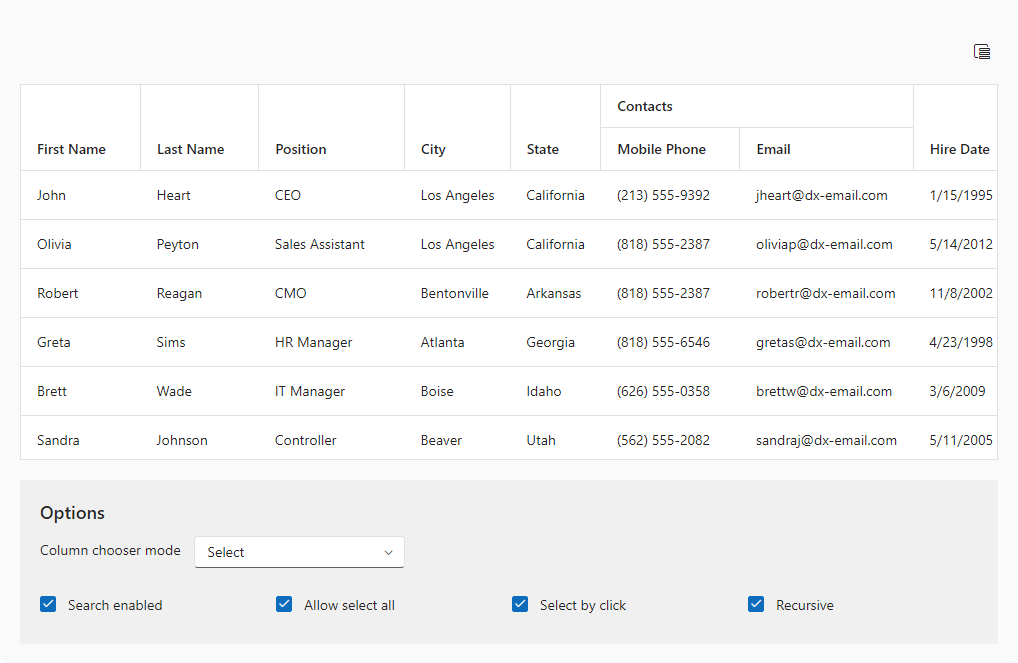 Contacts
First Name Last Name Position City State Mobile Phone Email Hire Date
John Heart CEO Los Angeles California (213) 555-9392 jheart@dx-email.com 1/15/1995
Olivia Peyton Sales Assistant Los Angeles California (818) 555-2387 oliviap@dx-email.com 5/14/2012
Robert Reagan CMO Bentonville Arkansas (818) 555-2387 robertr@dx-email.com 11/8/2002
Greta Sims HR Manager Atlanta Georgia (818) 555-6546 gretas@dx-email.com 4/23/1998
Brett Wade IT Manager Boise Idaho (626) 555-0358 brettw@dx-email.com 3/6/2009
Sandra Johnson Controller Beaver Utah (562) 555-2082 sandraj@dx-email.com 5/11/2005
Options
Column chooser mode Select
Search enabled Allow select all Select by click Recursive